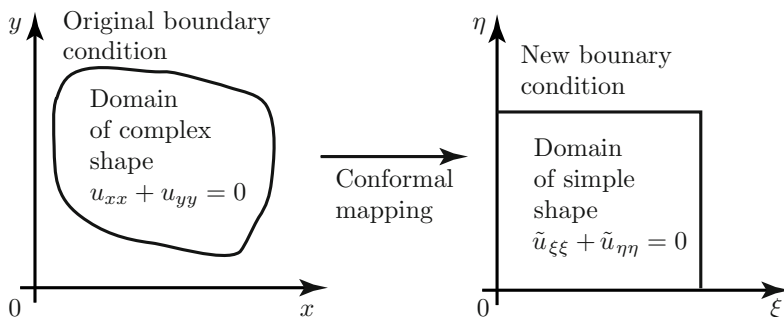 y
Original boundary
condition
Domain
of complex
shape
u_{xx} + u_{yy} = 0
0
x
Conformal
mapping
η
New bounary
condition
Domain
of simple
shape
ũ_{ξξ} + ũ_{ηη} = 0
0
ξ